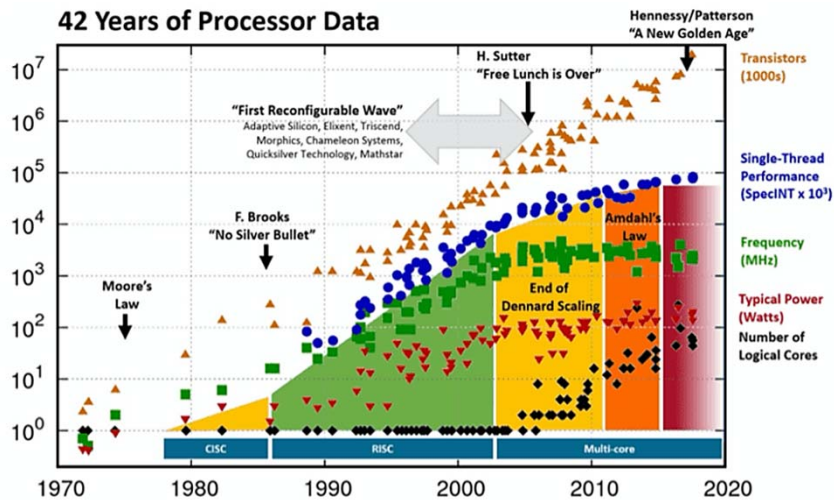 42 Years of Processor Data
Hennessy/Patterson
“A New Golden Age”
H. Sutter
“Free Lunch is Over”
“First Reconfigurable Wave”
Adaptive Silicon, Elixent, Triscend,
Morphics, Chameleon Systems,
Quicksilver Technology, Mathstar
F. Brooks
“No Silver Bullet”
Moore’s
Law
Amdahl’s
Law
End of
Dennard Scaling
Transistors
(1000s)
Single-Thread
Performance
(SpecINT x 10³)
Frequency
(MHz)
Typical Power
(Watts)
Number of
Logical Cores
10⁷
10⁶
10⁵
10⁴
10³
10²
10¹
10⁰
CISC
RISC
Multi-core
1970
1980
1990
2000
2010
2020